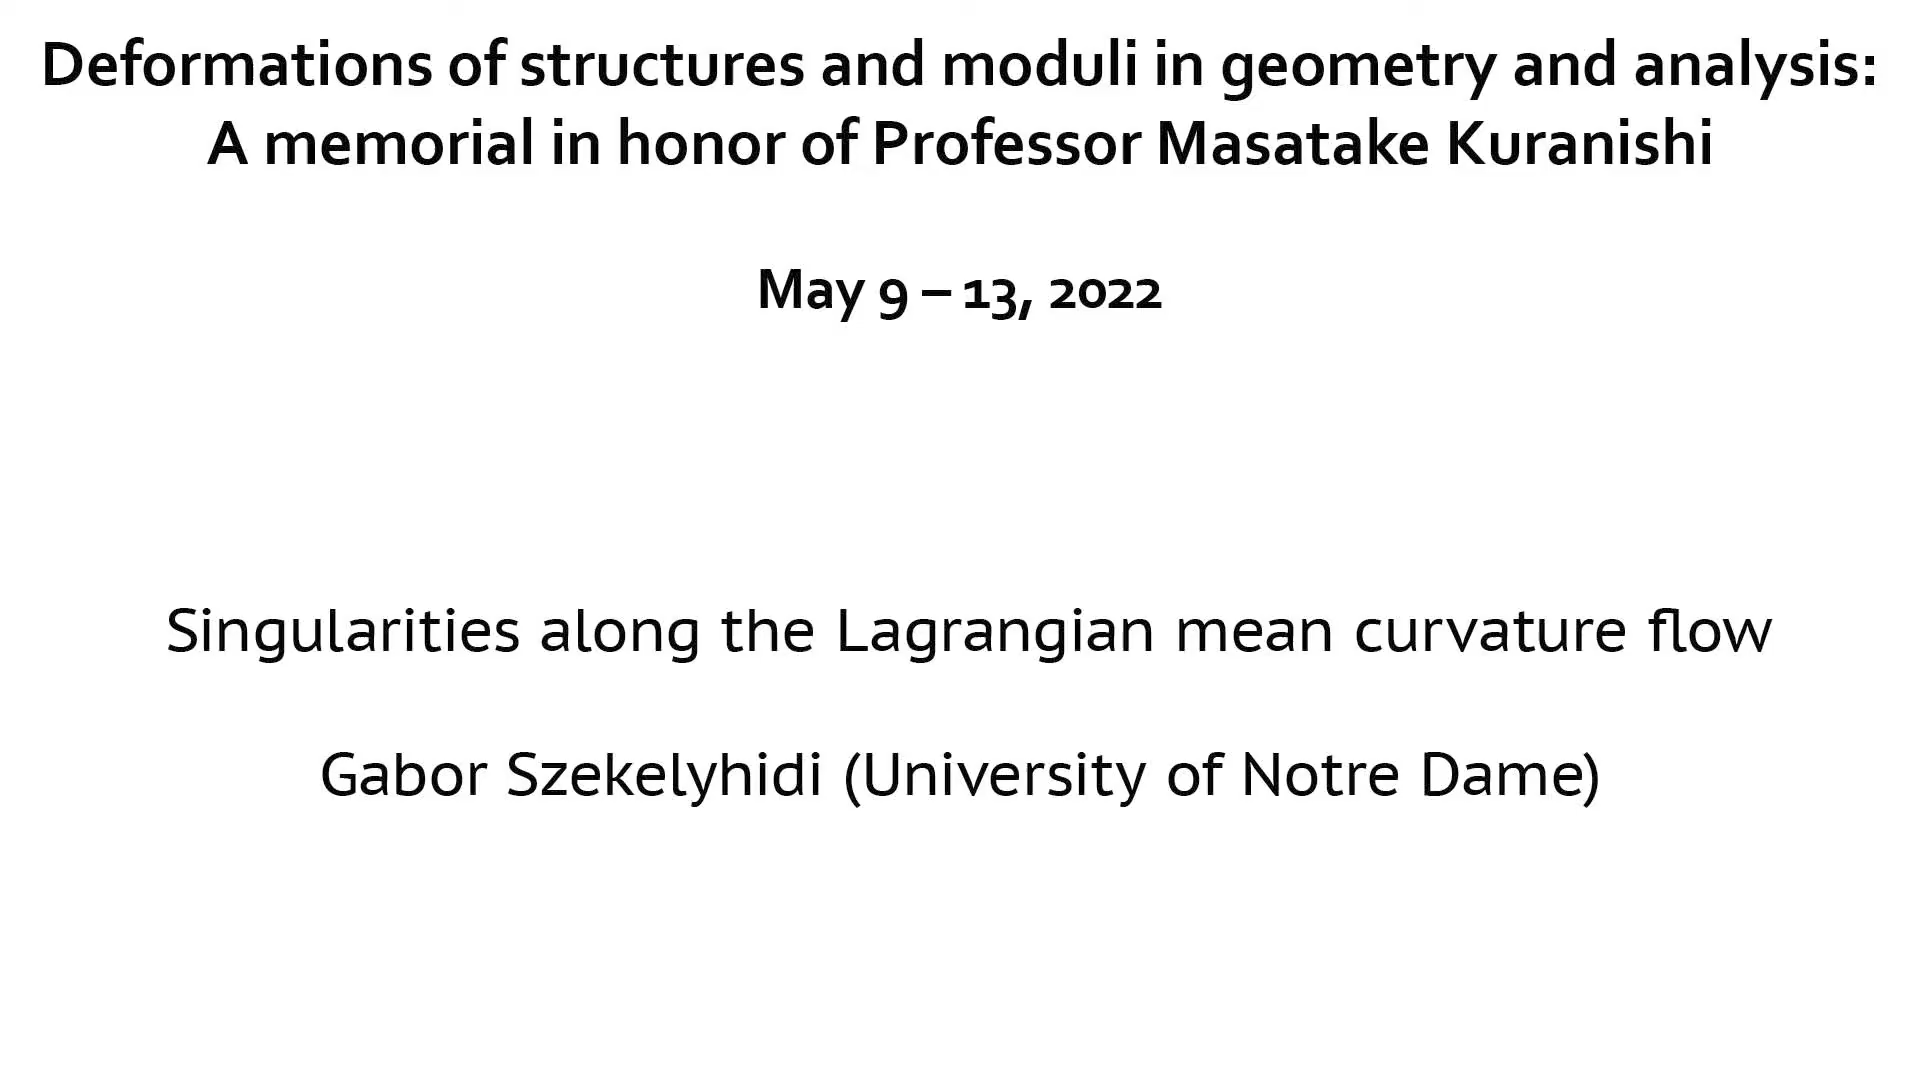 Deformations of structures and moduli in geometry and analysis:
A memorial in honor of Professor Masatake Kuranishi
May 9 – 13, 2022
Singularities along the Lagrangian mean curvature flow
Gabor Szekelyhidi (University of Notre Dame)